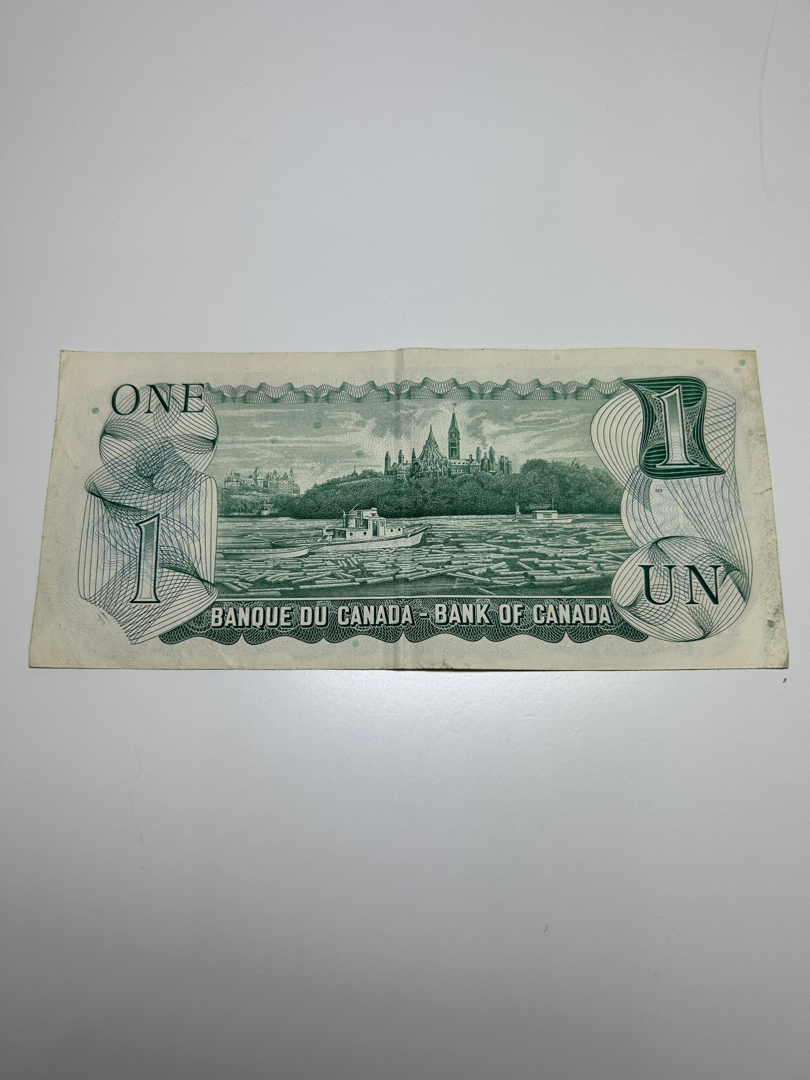 ONE
1
1
UN
BANQUE DU CANADA - BANK OF CANADA